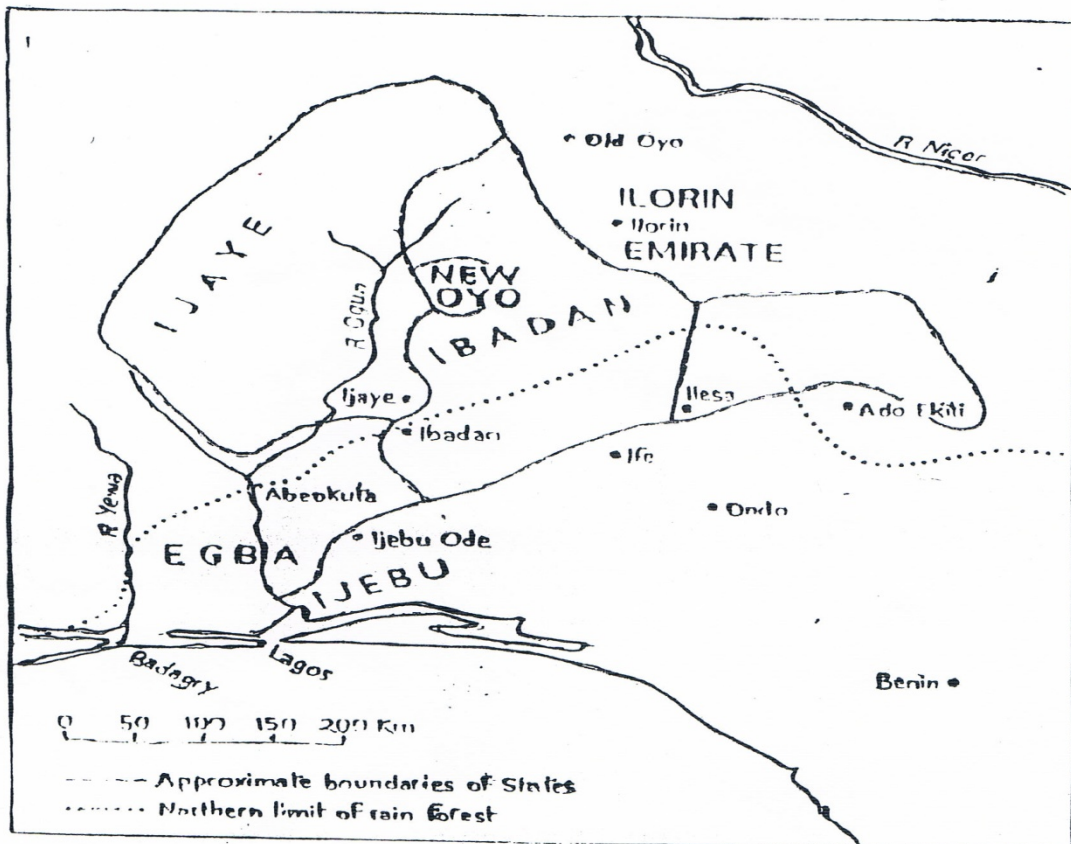 Old Oyo
R Niger
ILORIN
Ilorin
EMIRATE
IJAYE
NEW
OYO
R Ogun
IBADAN
Ijaye
Ilesa
Ado Ekiti
Ibadan
Ife
R Yewa
Abeokuta
Ondo
EGBA
Ijebu Ode
IJEBU
Badagry
Lagos
Benin
0 50 100 150 200 Km
Approximate boundaries of States
Northern limit of rain forest